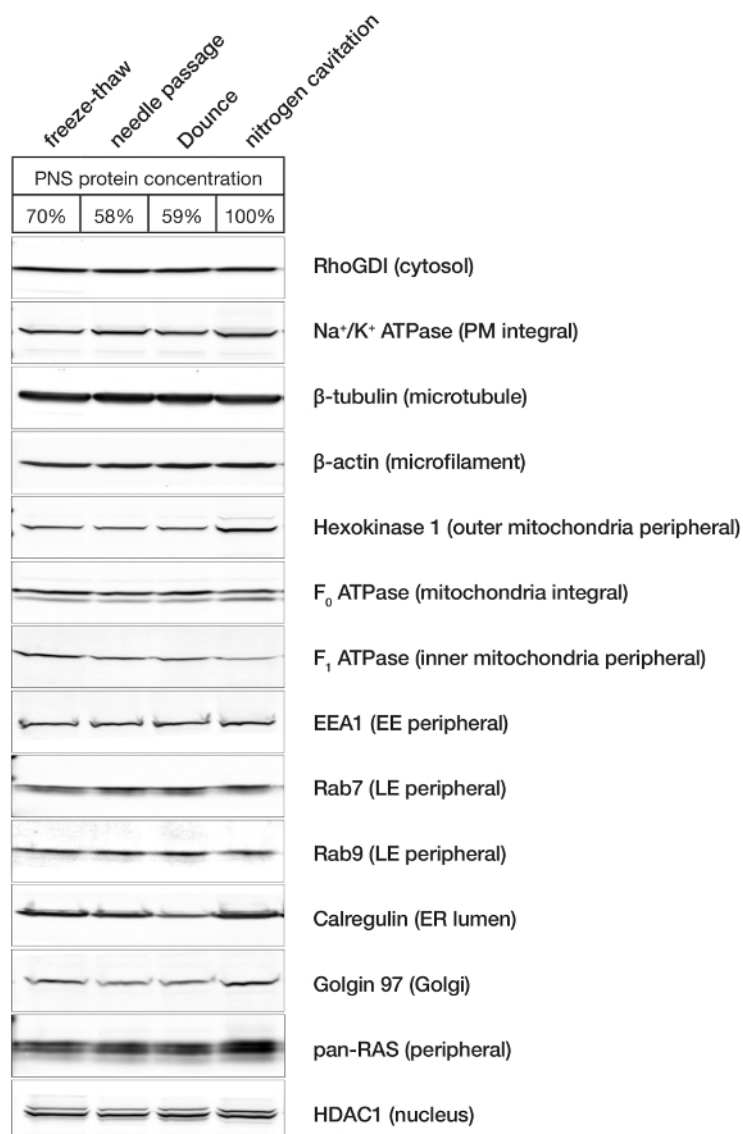 freeze-thaw
needle passage
Dounce
nitrogen cavitation
PNS protein concentration
70% 58% 59% 100%
RhoGDI (cytosol)
Na⁺/K⁺ ATPase (PM integral)
β-tubulin (microtubule)
β-actin (microfilament)
Hexokinase 1 (outer mitochondria peripheral)
F₀ ATPase (mitochondria integral)
F₁ ATPase (inner mitochondria peripheral)
EEA1 (EE peripheral)
Rab7 (LE peripheral)
Rab9 (LE peripheral)
Calregulin (ER lumen)
Golgin 97 (Golgi)
pan-RAS (peripheral)
HDAC1 (nucleus)